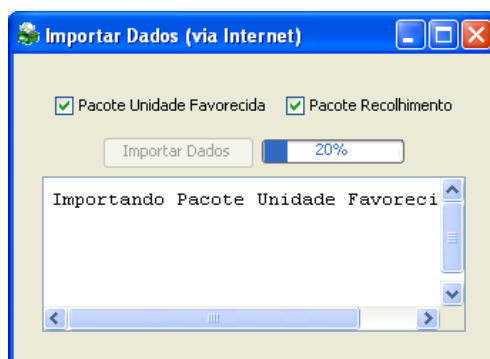 Importar Dados (via Internet)
Pacote Unidade Favorecida Pacote Recolhimento
Importar Dados 20%
Importando Pacote Unidade Favoreci